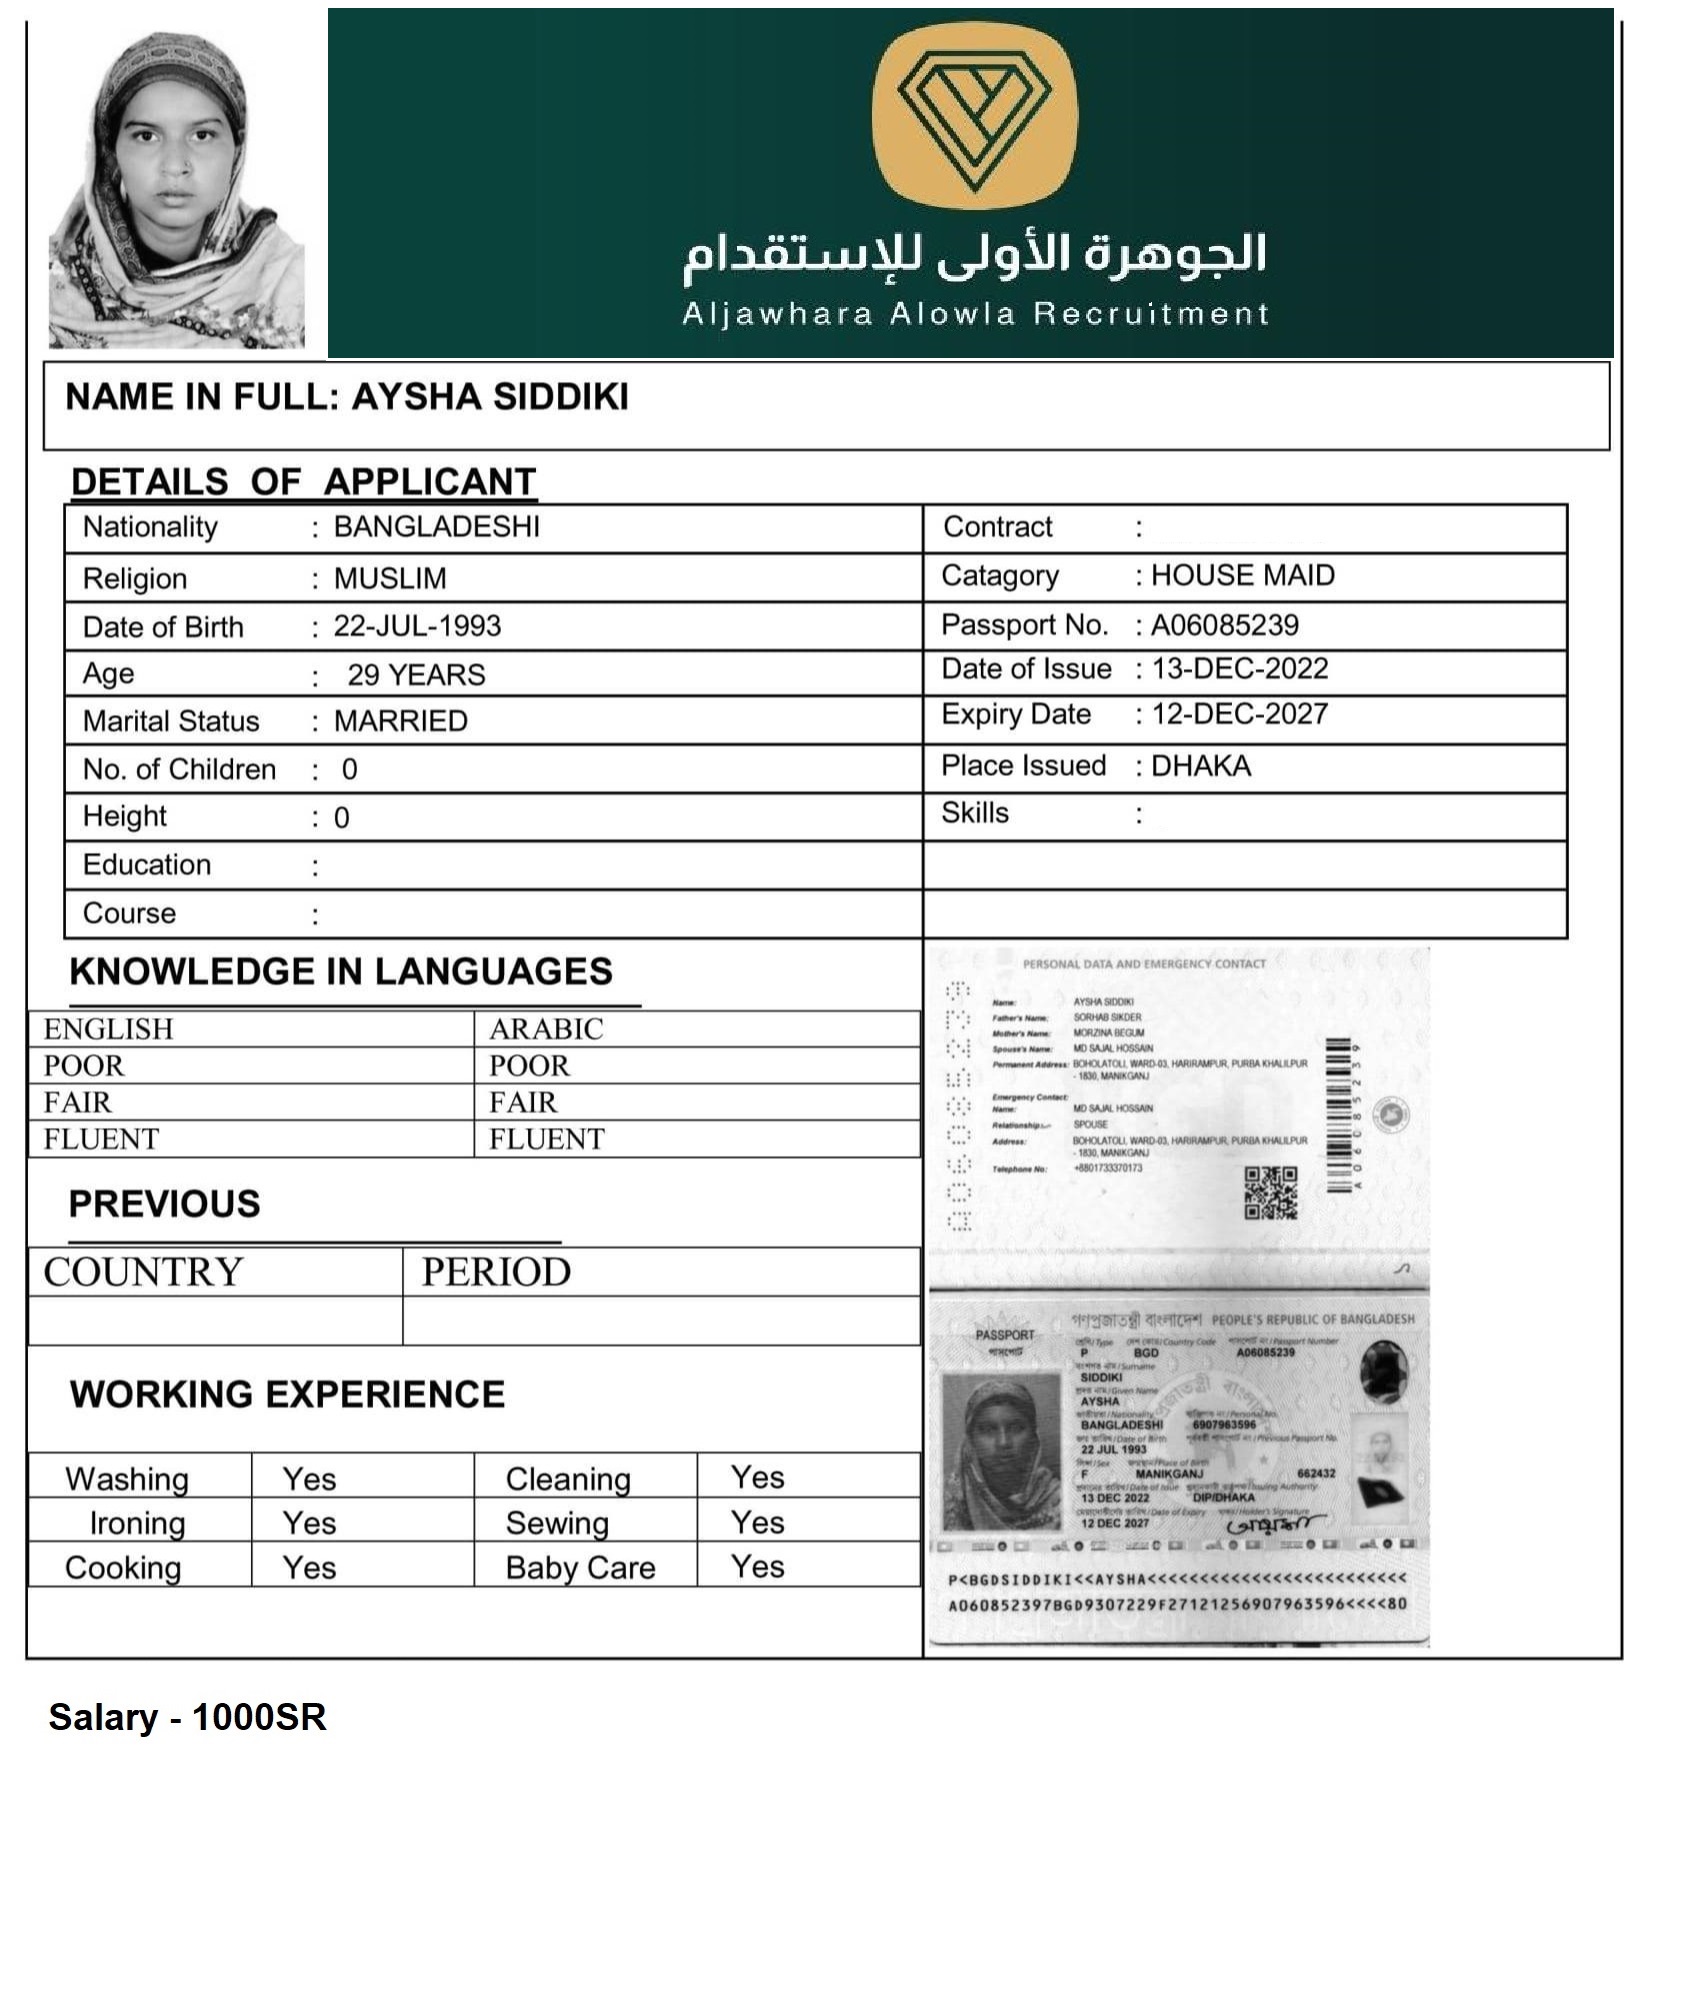 الجوهرة الأولى للإستقدام
Aljawhara Alowla Recruitment
NAME IN FULL: AYSHA SIDDIKI
DETAILS OF APPLICANT
Nationality : BANGLADESHI
Contract :
Religion : MUSLIM
Catagory : HOUSE MAID
Date of Birth : 22-JUL-1993
Passport No. : A06085239
Age : 29 YEARS
Date of Issue : 13-DEC-2022
Marital Status : MARRIED
Expiry Date : 12-DEC-2027
No. of Children : 0
Place Issued : DHAKA
Height : 0
Skills :
Education :
Course :
KNOWLEDGE IN LANGUAGES
ENGLISH ARABIC
POOR POOR
FAIR FAIR
FLUENT FLUENT
PREVIOUS
COUNTRY PERIOD
WORKING EXPERIENCE
Washing Yes Cleaning Yes
Ironing Yes Sewing Yes
Cooking Yes Baby Care Yes
PERSONAL DATA AND EMERGENCY CONTACT
Name: AYSHA SIDDIKI
Father's Name: SORHAB SIKDER
Mother's Name: MORZINA BEGUM
Spouse's Name: MD SAJAL HOSSAIN
Permanent Address: BOHOLATOLI, WARD-03, HARIRAMPUR, PURBA KHALILPUR
- 1830, MANIKGANJ
Emergency Contact:
Name: MD SAJAL HOSSAIN
Relationship: SPOUSE
Address: BOHOLATOLI, WARD-03, HARIRAMPUR, PURBA KHALILPUR
- 1830, MANIKGANJ
Telephone No: +8801733370173
A06085239
গণপ্রজাতন্ত্রী বাংলাদেশ PEOPLE'S REPUBLIC OF BANGLADESH
PASSPORT
পাসপোর্ট
Type Country Code Passport Number
P BGD A06085239
Surname
SIDDIKI
Given Name
AYSHA
Nationality Personal No.
BANGLADESHI 6907963596
Date of Birth Previous Passport No.
22 JUL 1993
Sex Place of Birth
F MANIKGANJ 662432
Date of Issue Issuing Authority
13 DEC 2022 DIP/DHAKA
Date of Expiry Holder's Signature
12 DEC 2027
P<BGDSIDDIKI<<AYSHA<<<<<<<<<<<<<<<<<<<<<<<<<
A060852397BGD9307229F27121256907963596<<<<80
Salary - 1000SR